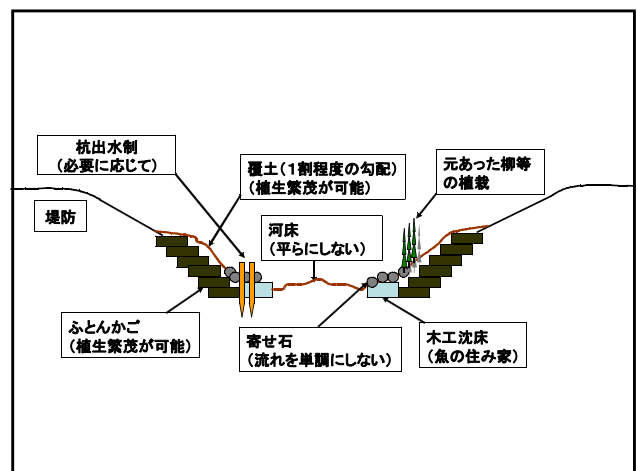 杭出水制
(必要に応じて)
覆土(1割程度の勾配)
(植生繁茂が可能)
元あった柳等
の植栽
堤防
河床
(平らにしない)
ふとんかご
(植生繁茂が可能)
寄せ石
(流れを単調にしない)
木工沈床
(魚の住み家)